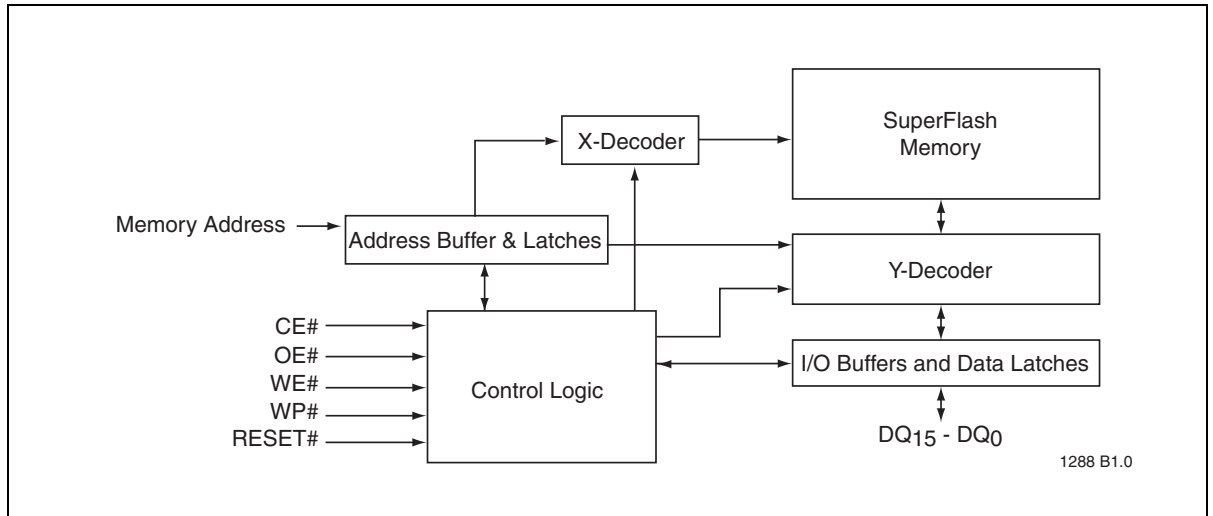 SuperFlash
Memory
X-Decoder
Memory Address
Address Buffer & Latches
Y-Decoder
CE#
OE#
WE#
WP#
RESET#
Control Logic
I/O Buffers and Data Latches
DQ15 - DQ0
1288 B1.0